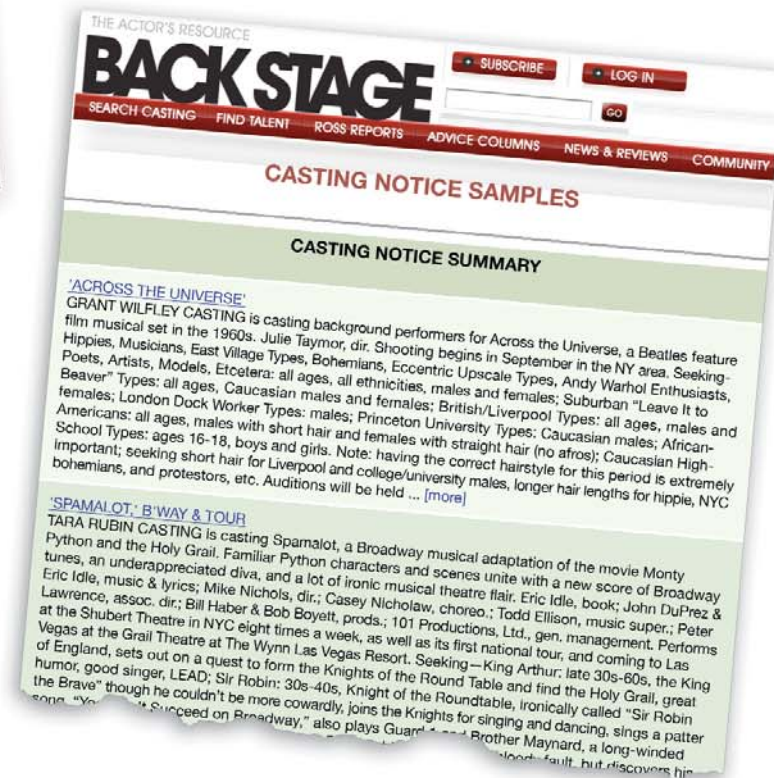 THE ACTOR'S RESOURCE
BACK STAGE
SUBSCRIBE
LOG IN
GO
SEARCH CASTING FIND TALENT ROSS REPORTS ADVICE COLUMNS NEWS & REVIEWS COMMUNITY
CASTING NOTICE SAMPLES
CASTING NOTICE SUMMARY
'ACROSS THE UNIVERSE'
GRANT WILFLEY CASTING is casting background performers for Across the Universe, a Beatles feature
film musical set in the 1960s. Julie Taymor, dir. Shooting begins in September in the NY area. Seeking-
Hippies, Musicians, East Village Types, Bohemians, Eccentric Upscale Types, Andy Warhol Enthusiasts,
Poets, Artists, Models, Etcetera: all ages, all ethnicities, males and females; Suburban "Leave It to
Beaver" Types: all ages, Caucasian males and females; British/Liverpool Types: all ages, males and
females; London Dock Worker Types: males; Princeton University Types: Caucasian males; African-
Americans: all ages, males with short hair and females with straight hair (no afros); Caucasian High-
School Types: ages 16-18, boys and girls. Note: having the correct hairstyle for this period is extremely
important; seeking short hair for Liverpool and college/university males, longer hair lengths for hippie, NYC
bohemians, and protestors, etc. Auditions will be held ... [more]
'SPAMALOT,' B'WAY & TOUR
TARA RUBIN CASTING is casting Spamalot, a Broadway musical adaptation of the movie Monty
Python and the Holy Grail. Familiar Python characters and scenes unite with a new score of Broadway
tunes, an underappreciated diva, and a lot of ironic musical theatre flair. Eric Idle, book; John DuPrez &
Eric Idle, music & lyrics; Mike Nichols, dir.; Casey Nicholaw, choreo.; Todd Ellison, music super.; Peter
Lawrence, assoc. dir.; Bill Haber & Bob Boyett, prods.; 101 Productions, Ltd., gen. management. Performs
at the Shubert Theatre in NYC eight times a week, as well as its first national tour, and coming to Las
Vegas at the Grail Theatre at The Wynn Las Vegas Resort. Seeking—King Arthur: late 30s-60s, the King
of England, sets out on a quest to form the Knights of the Round Table and find the Holy Grail, great
humor, good singer, LEAD; Sir Robin: 30s-40s, Knight of the Roundtable, ironically called "Sir Robin
the Brave" though he couldn't be more cowardly, joins the Knights for singing and dancing, sings a patter
song, Succeed on Broadway," also plays Guard and Brother Maynard, a long-winded
bloody fault, but discovers his